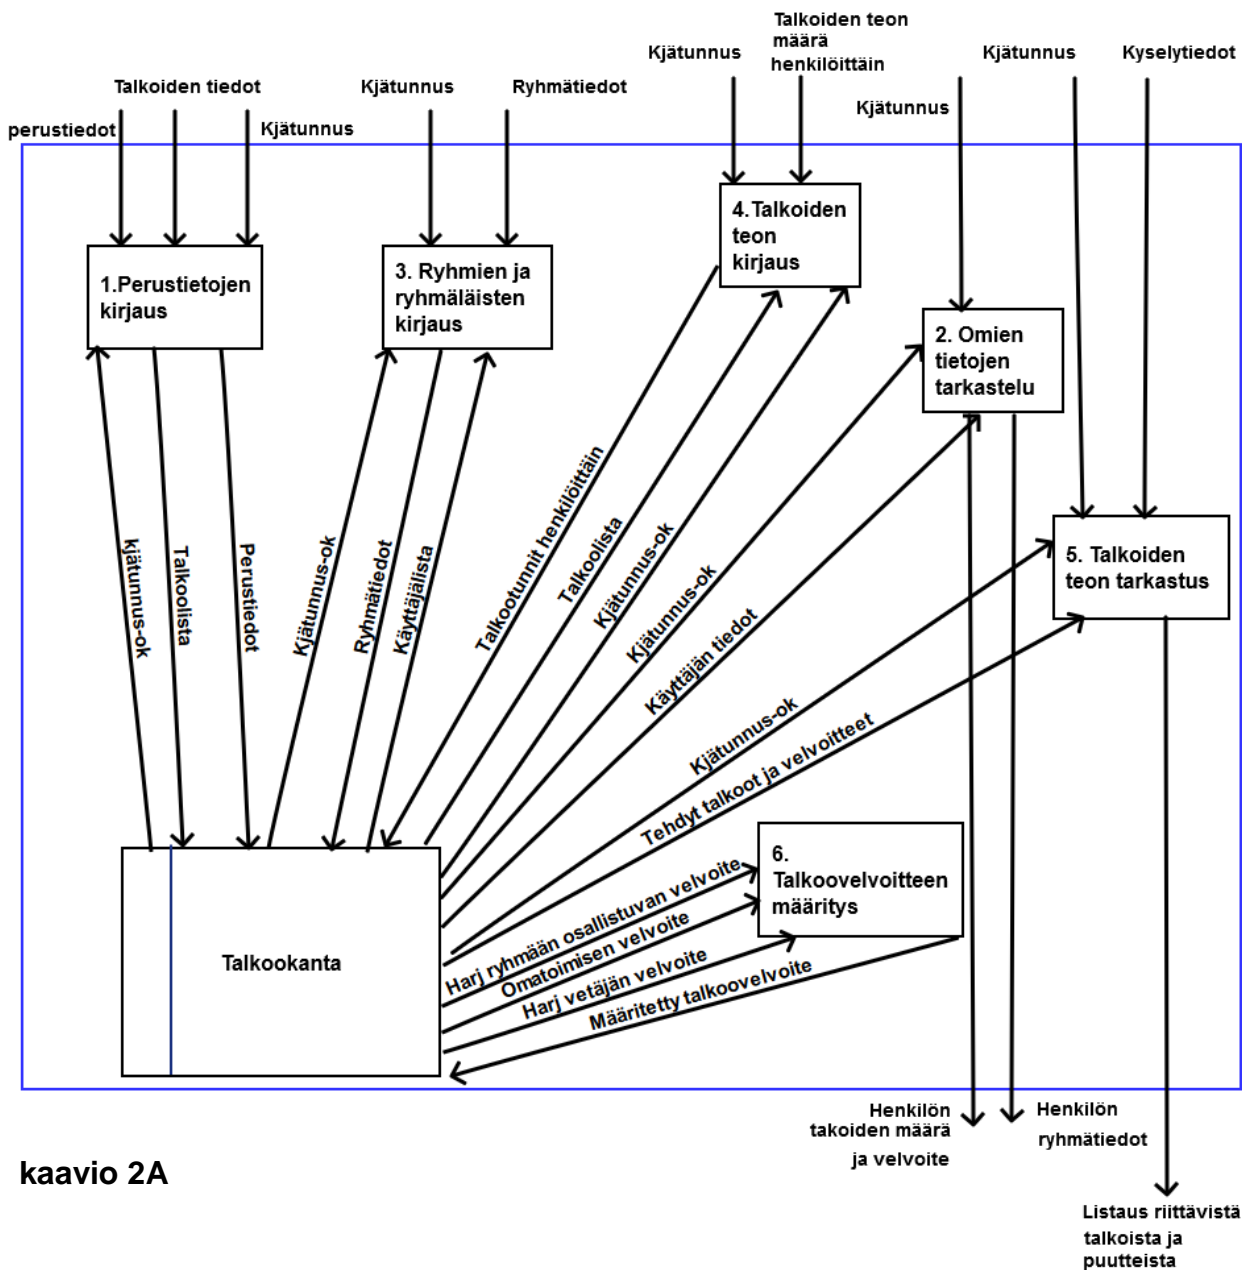 Talkoiden teon
määrä
henkilöittäin
Kjätunnus
Kjätunnus
Kyselytiedot
Talkoiden tiedot
Kjätunnus
Ryhmätiedot
Kjätunnus
perustiedot
Kjätunnus
4.Talkoiden
teon
kirjaus
1.Perustietojen
kirjaus
3. Ryhmien ja
ryhmäläisten
kirjaus
2. Omien
tietojen
tarkastelu
5. Talkoiden
teon tarkastus
kjätunnus-ok
Talkoolista
Perustiedot
Kjätunnus-ok
Ryhmätiedot
Käyttäjälista
Talkootunnit henkilöittäin
Talkoolista
Kjätunnus-ok
Kjätunnus-ok
Käyttäjän tiedot
Kjätunnus-ok
Tehdyt talkoot ja velvoitteet
6.
Talkoovelvoitteen
määritys
Harj ryhmään osallistuvan velvoite
Omatoimisen velvoite
Harj vetäjän velvoite
Määritetty talkoovelvoite
Talkookanta
Henkilön
takoiden määrä
ja velvoite
Henkilön
ryhmätiedot
kaavio 2A
Listaus riittävistä
talkoista ja
puutteista